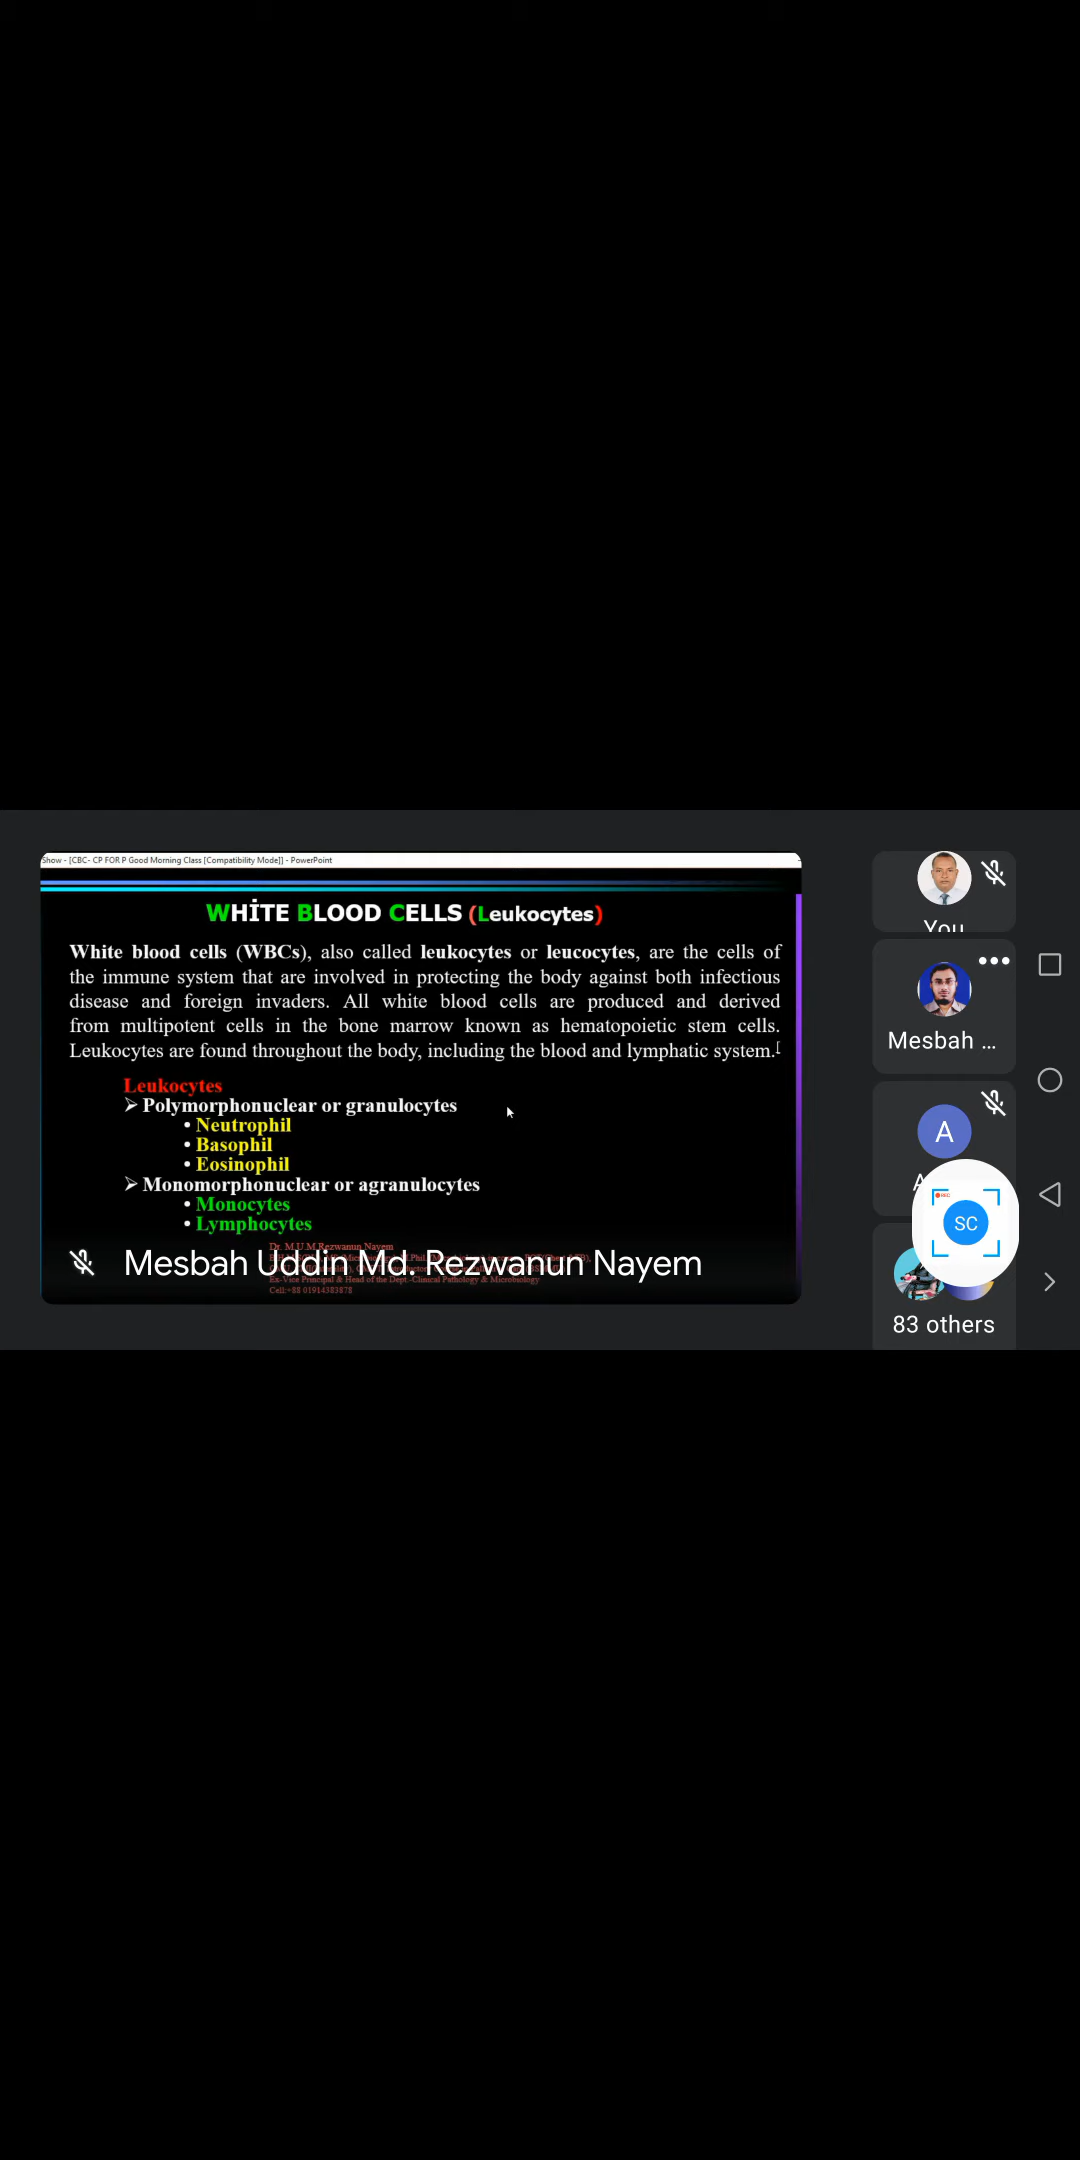 Show - [CBC- CP FOR P Good Morning Class [Compatibility Mode]] - PowerPoint
WHİTE BLOOD CELLS (Leukocytes)
White blood cells (WBCs), also called leukocytes or leucocytes, are the cells of
the immune system that are involved in protecting the body against both infectious
disease and foreign invaders. All white blood cells are produced and derived
from multipotent cells in the bone marrow known as hematopoietic stem cells.
Leukocytes are found throughout the body, including the blood and lymphatic system.[
Leukocytes
➢ Polymorphonuclear or granulocytes
• Neutrophil
• Basophil
• Eosinophil
➢ Monomorphonuclear or agranulocytes
• Monocytes
• Lymphocytes
Dr. M.U.M.Rezwanun Nayem
Ex-Vice Principal & Head of the Dept.-Clinical Pathology & Microbiology
Cell:+88 01914383878
Mesbah Uddin Md. Rezwanun Nayem
You
Mesbah ...
A
REC
SC
83 others